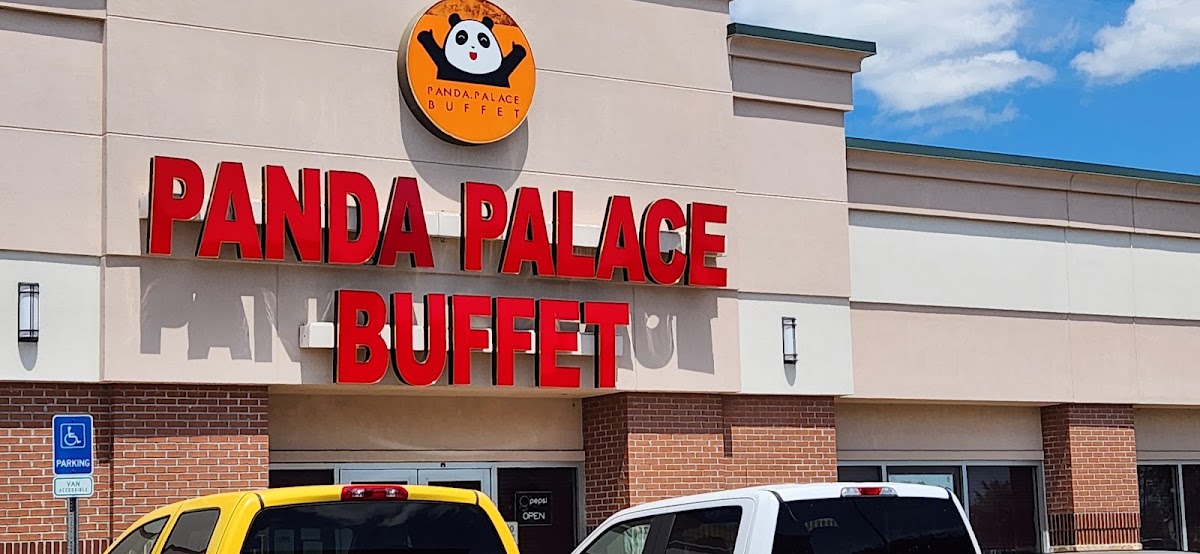 PANDA.PALACE
BUFFET
PANDA PALACE
BUFFET
PARKING
VAN
ACCESSIBLE
pepsi
OPEN